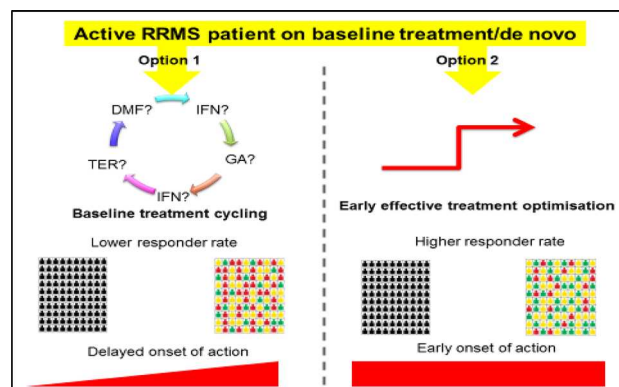 Active RRMS patient on baseline treatment/de novo
Option 1
DMF?
IFN?
GA?
IFN?
TER?
Baseline treatment cycling
Lower responder rate
Delayed onset of action
Option 2
Early effective treatment optimisation
Higher responder rate
Early onset of action